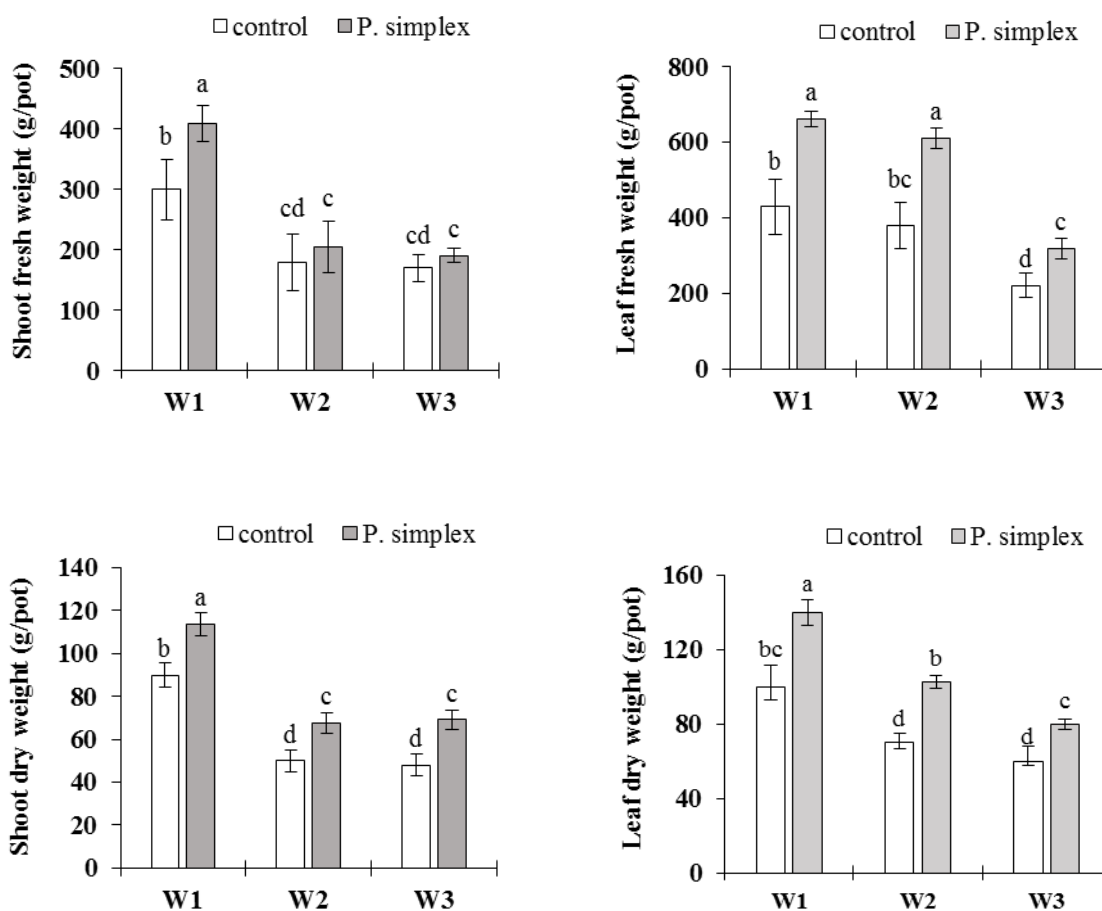 control P. simplex
Shoot fresh weight (g/pot)
500
400
300
200
100
0
b a
cd c
cd c
W1 W2 W3
control P. simplex
Leaf fresh weight (g/pot)
800
600
400
200
0
b a
bc a
d c
W1 W2 W3
control P. simplex
Shoot dry weight (g/pot)
140
120
100
80
60
40
20
0
b a
d c
d c
W1 W2 W3
control P. simplex
Leaf dry weight (g/pot)
160
120
80
40
0
bc a
d b
d c
W1 W2 W3